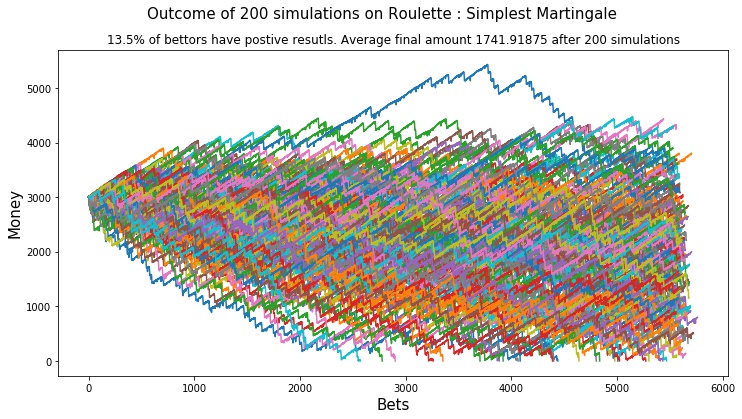 Outcome of 200 simulations on Roulette : Simplest Martingale
13.5% of bettors have postive resutls. Average final amount 1741.91875 after 200 simulations
5000
4000
3000
2000
1000
0
Money
0 1000 2000 3000 4000 5000 6000
Bets